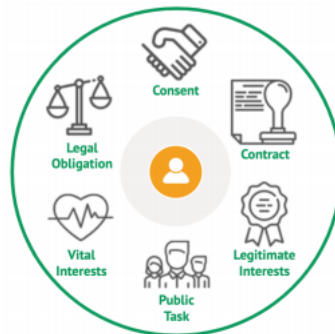 Consent
Contract
Legitimate
Interests
Public
Task
Vital
Interests
Legal
Obligation